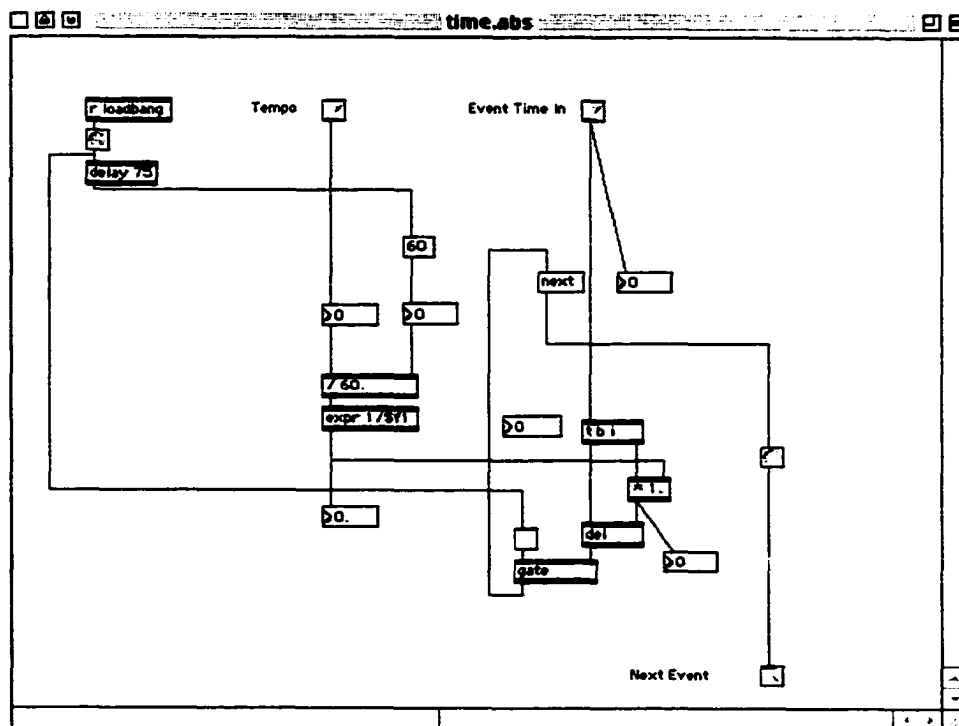 time.abs
r loadbang
Tempo
Event Time In
delay 75
60
next
0
0
0
/ 60.
expr 1/$f1
0
t b i
* 1.
0.
del
0
gate
Next Event